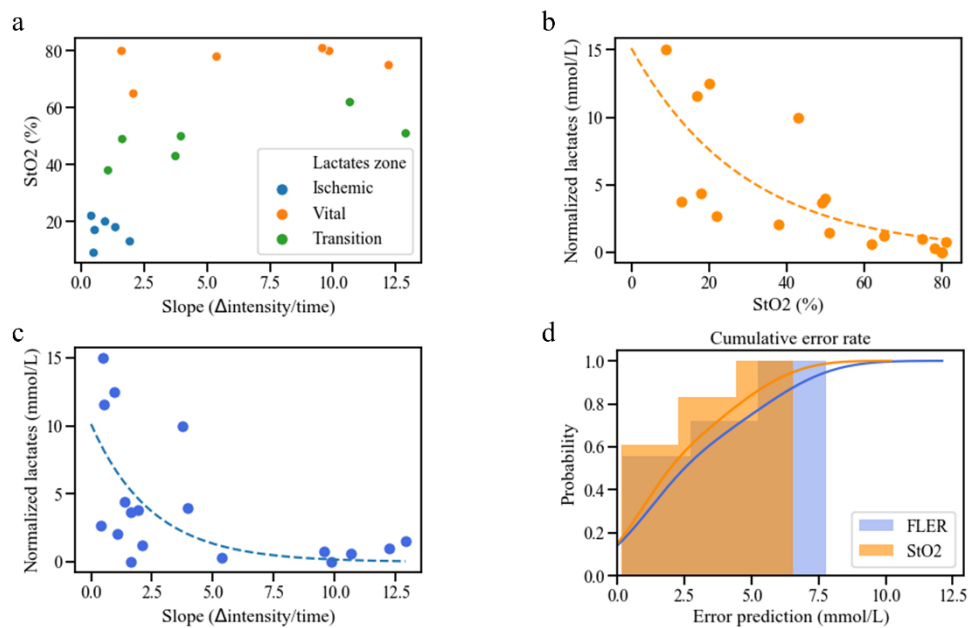 a
80
60
40
20
StO2 (%)
0.0 2.5 5.0 7.5 10.0 12.5
Slope (Δintensity/time)
Lactates zone
Ischemic
Vital
Transition
b
15
10
5
0
Normalized lactates (mmol/L)
0 20 40 60 80
StO2 (%)
c
15
10
5
0
Normalized lactates (mmol/L)
0.0 2.5 5.0 7.5 10.0 12.5
Slope (Δintensity/time)
d
Cumulative error rate
1.0
0.8
0.6
0.4
0.2
0.0
Probability
0.0 2.5 5.0 7.5 10.0 12.5
Error prediction (mmol/L)
FLER
StO2